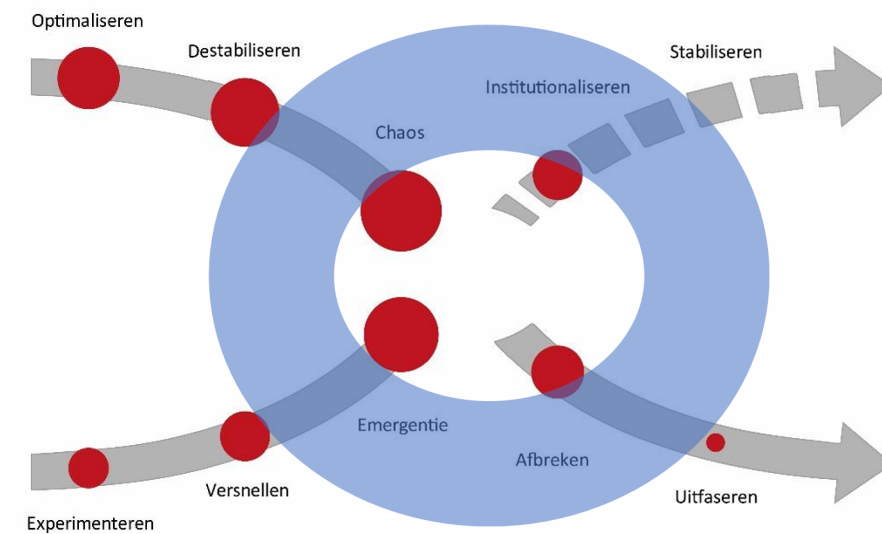 Optimaliseren
Destabiliseren
Chaos
Institutionaliseren
Stabiliseren
Experimenteren
Versnellen
Emergentie
Afbreken
Uitfaseren